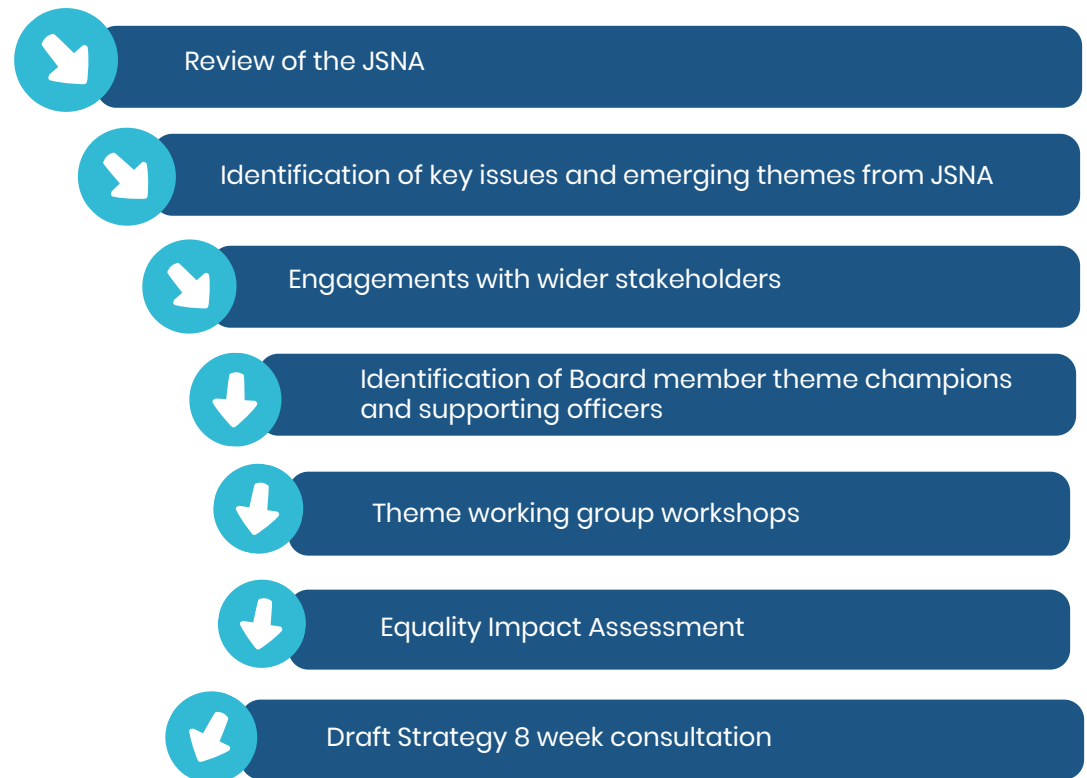 Review of the JSNA
Identification of key issues and emerging themes from JSNA
Engagements with wider stakeholders
Identification of Board member theme champions
and supporting officers
Theme working group workshops
Equality Impact Assessment
Draft Strategy 8 week consultation